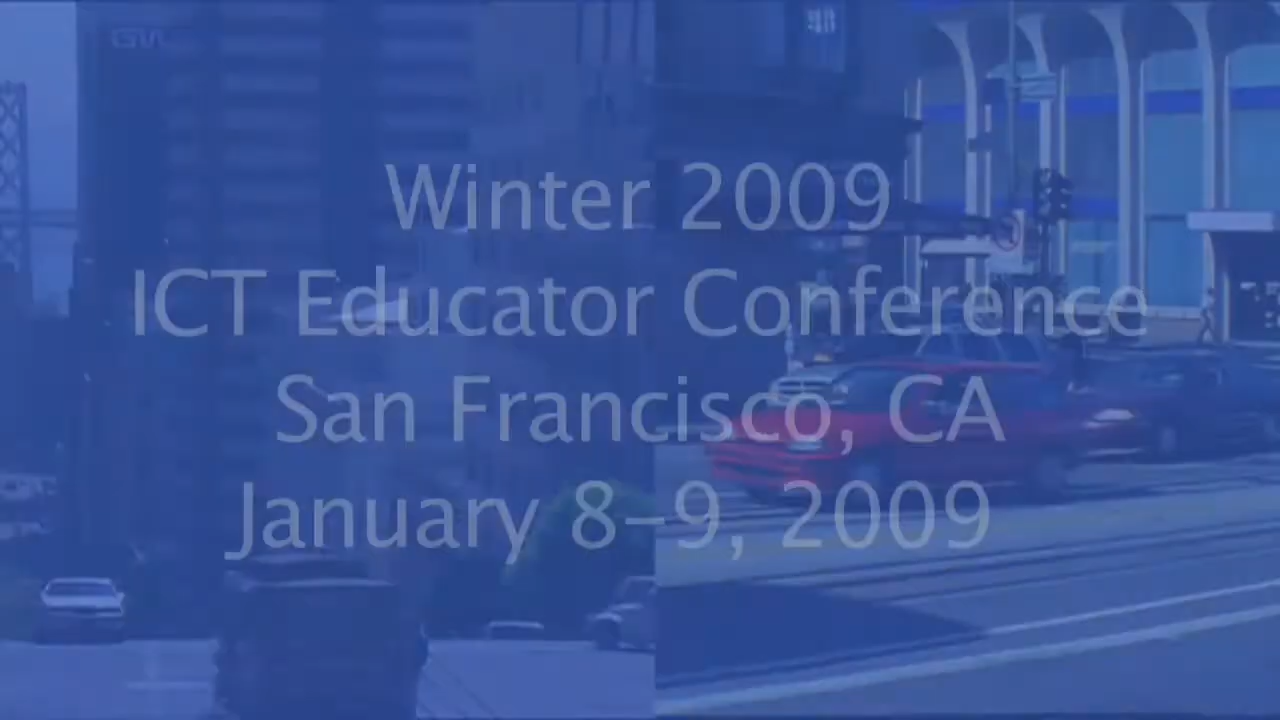 Winter 2009
ICT Educator Conference
San Francisco, CA
January 8–9, 2009